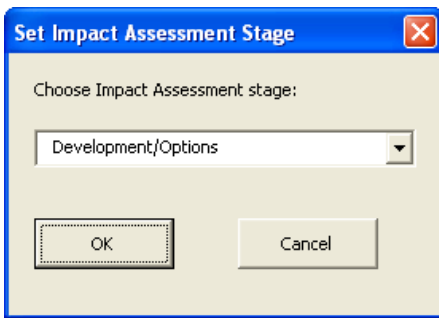 Set Impact Assessment Stage
Choose Impact Assessment stage:
Development/Options
OK Cancel